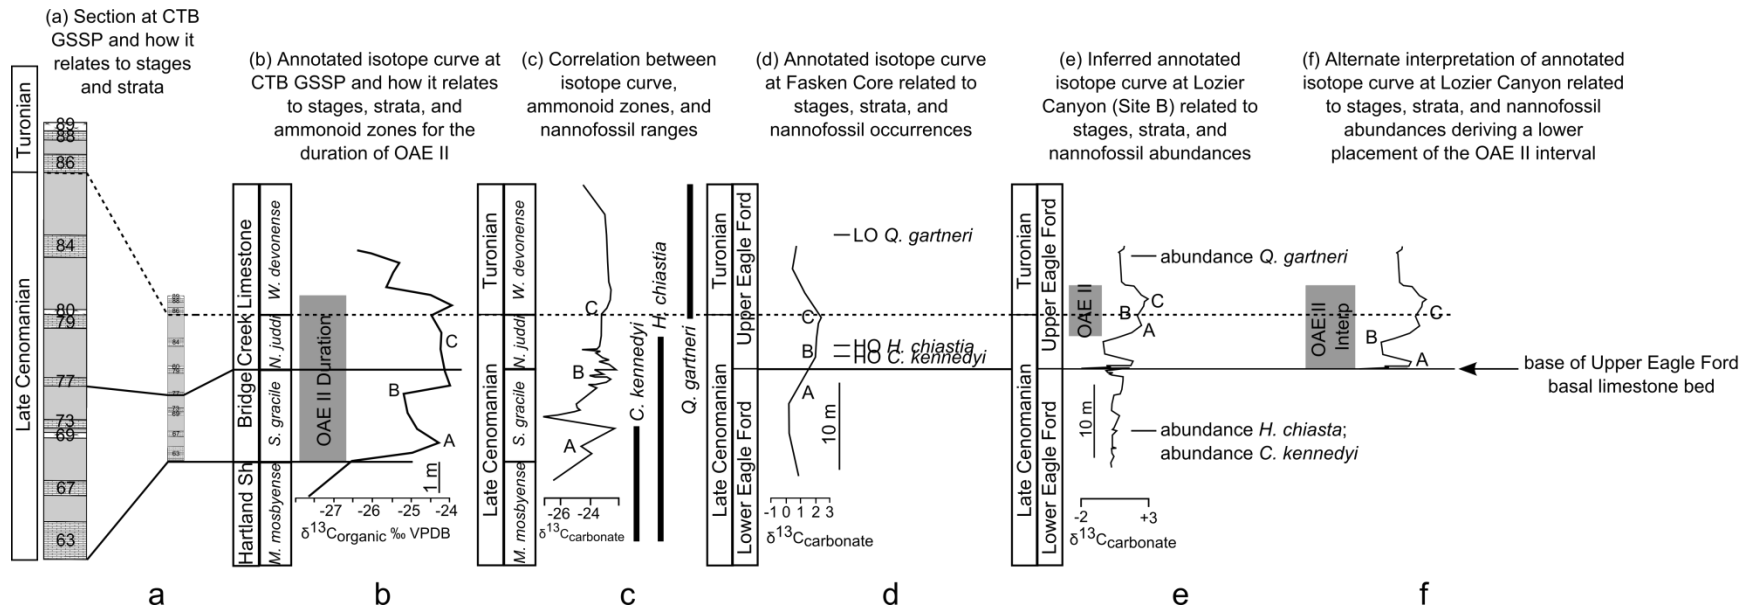 (a) Section at CTB
GSSP and how it
relates to stages
and strata
(b) Annotated isotope curve at
CTB GSSP and how it relates
to stages, strata, and
ammonoid zones for the
duration of OAE II
(c) Correlation between
isotope curve,
ammonoid zones, and
nannofossil ranges
(d) Annotated isotope curve
at Fasken Core related to
stages, strata, and
nannofossil occurrences
(e) Inferred annotated
isotope curve at Lozier
Canyon (Site B) related to
stages, strata, and
nannofossil abundances
(f) Alternate interpretation of annotated
isotope curve at Lozier Canyon related
to stages, strata, and nannofossil
abundances deriving a lower
placement of the OAE II interval
Turonian
Late Cenomanian
89
88
86
84
80
79
77
73
69
67
63
Hartland Sh
Bridge Creek Limestone
M. mosbyense
S. gracile
N. juddi
W. devonense
OAE II Duration
A
B
C
1 m
-27
-26
-25
-24
δ13Corganic ‰ VPDB
Turonian
Late Cenomanian
W. devonense
N. juddi
S. gracile
M. mosbyense
A
B
C
C. kennedyi
H. chiastia
Q. gartneri
-26
-24
δ13Ccarbonate
Turonian
Late Cenomanian
Upper Eagle Ford
Lower Eagle Ford
LO Q. gartneri
C
B
HO H. chiastia
HO C. kennedyi
A
10 m
-1 0 1 2 3
δ13Ccarbonate
Turonian
Late Cenomanian
Upper Eagle Ford
Lower Eagle Ford
OAE II
abundance Q. gartneri
C
B
A
10 m
abundance H. chiasta;
abundance C. kennedyi
-2
+3
δ13Ccarbonate
OAE II
Interp
C
B
A
base of Upper Eagle Ford
basal limestone bed
a
b
c
d
e
f